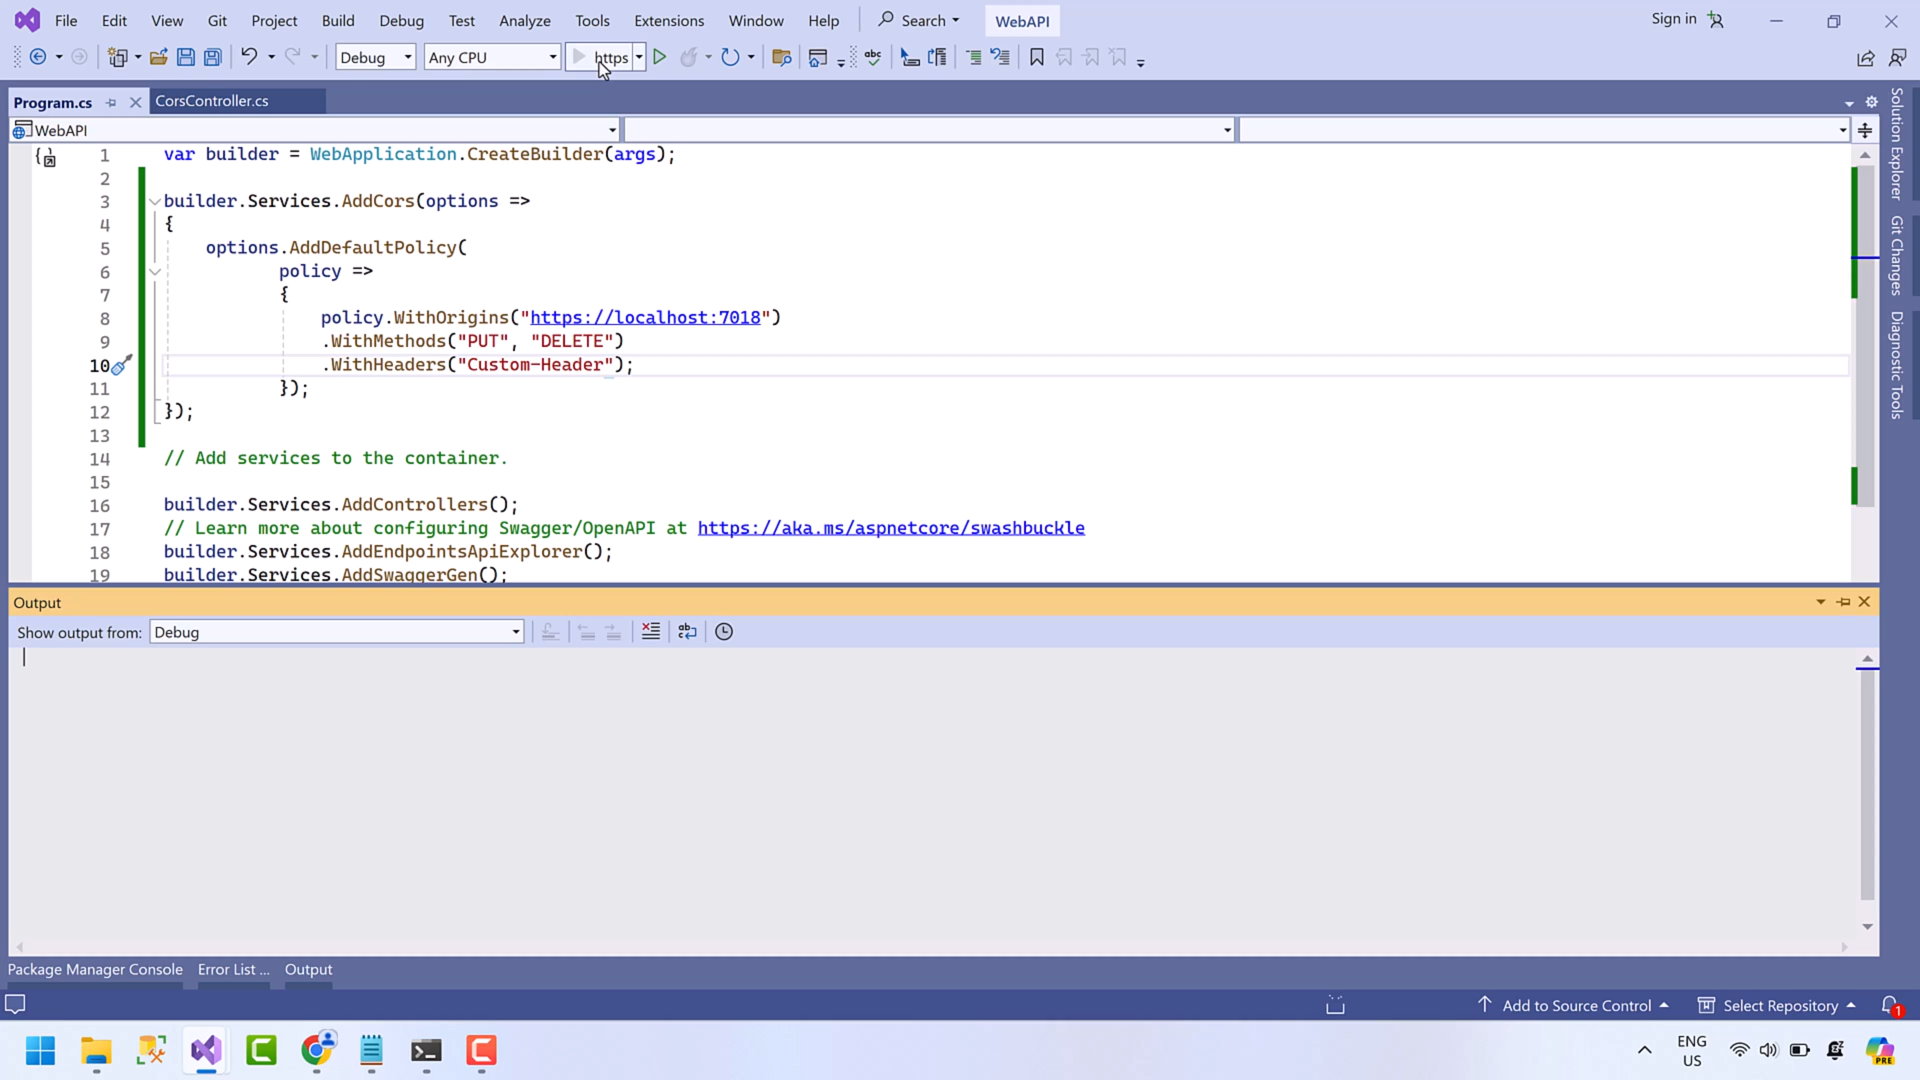 File Edit View Git Project Build Debug Test Analyze Tools Extensions Window Help Search WebAPI Sign in
Debug Any CPU https
Program.cs CorsController.cs
WebAPI
1 var builder = WebApplication.CreateBuilder(args);
2
3 builder.Services.AddCors(options =>
4 {
5 options.AddDefaultPolicy(
6 policy =>
7 {
8 policy.WithOrigins("https://localhost:7018")
9 .WithMethods("PUT", "DELETE")
10 .WithHeaders("Custom-Header");
11 });
12 });
13
14 // Add services to the container.
15
16 builder.Services.AddControllers();
17 // Learn more about configuring Swagger/OpenAPI at https://aka.ms/aspnetcore/swashbuckle
18 builder.Services.AddEndpointsApiExplorer();
19 builder.Services.AddSwaggerGen();
Solution Explorer
Git Changes
Diagnostic Tools
Output
Show output from: Debug
Package Manager Console Error List ... Output
Add to Source Control Select Repository 1
ENG
US
PRE